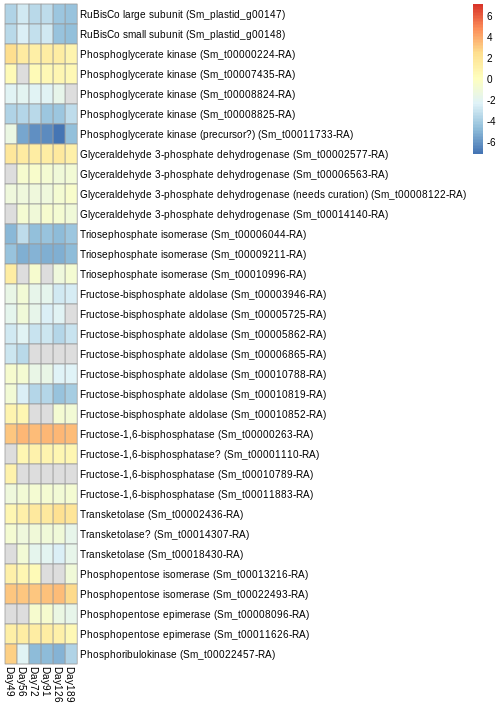 RuBisCo large subunit (Sm_plastid_g00147)
RuBisCo small subunit (Sm_plastid_g00148)
Phosphoglycerate kinase (Sm_t00000224-RA)
Phosphoglycerate kinase (Sm_t00007435-RA)
Phosphoglycerate kinase (Sm_t00008824-RA)
Phosphoglycerate kinase (Sm_t00008825-RA)
Phosphoglycerate kinase (precursor?) (Sm_t00011733-RA)
Glyceraldehyde 3-phosphate dehydrogenase (Sm_t00002577-RA)
Glyceraldehyde 3-phosphate dehydrogenase (Sm_t00006563-RA)
Glyceraldehyde 3-phosphate dehydrogenase (needs curation) (Sm_t00008122-RA)
Glyceraldehyde 3-phosphate dehydrogenase (Sm_t00014140-RA)
Triosephosphate isomerase (Sm_t00006044-RA)
Triosephosphate isomerase (Sm_t00009211-RA)
Triosephosphate isomerase (Sm_t00010996-RA)
Fructose-bisphosphate aldolase (Sm_t00003946-RA)
Fructose-bisphosphate aldolase (Sm_t00005725-RA)
Fructose-bisphosphate aldolase (Sm_t00005862-RA)
Fructose-bisphosphate aldolase (Sm_t00006865-RA)
Fructose-bisphosphate aldolase (Sm_t00010788-RA)
Fructose-bisphosphate aldolase (Sm_t00010819-RA)
Fructose-bisphosphate aldolase (Sm_t00010852-RA)
Fructose-1,6-bisphosphatase (Sm_t00000263-RA)
Fructose-1,6-bisphosphatase? (Sm_t00001110-RA)
Fructose-1,6-bisphosphatase (Sm_t00010789-RA)
Fructose-1,6-bisphosphatase (Sm_t00011883-RA)
Transketolase (Sm_t00002436-RA)
Transketolase? (Sm_t00014307-RA)
Transketolase (Sm_t00018430-RA)
Phosphopentose isomerase (Sm_t00013216-RA)
Phosphopentose isomerase (Sm_t00022493-RA)
Phosphopentose epimerase (Sm_t00008096-RA)
Phosphopentose epimerase (Sm_t00011626-RA)
Phosphoribulokinase (Sm_t00022457-RA)
Day49
Day56
Day72
Day91
Day126
Day189
6
4
2
0
-2
-4
-6